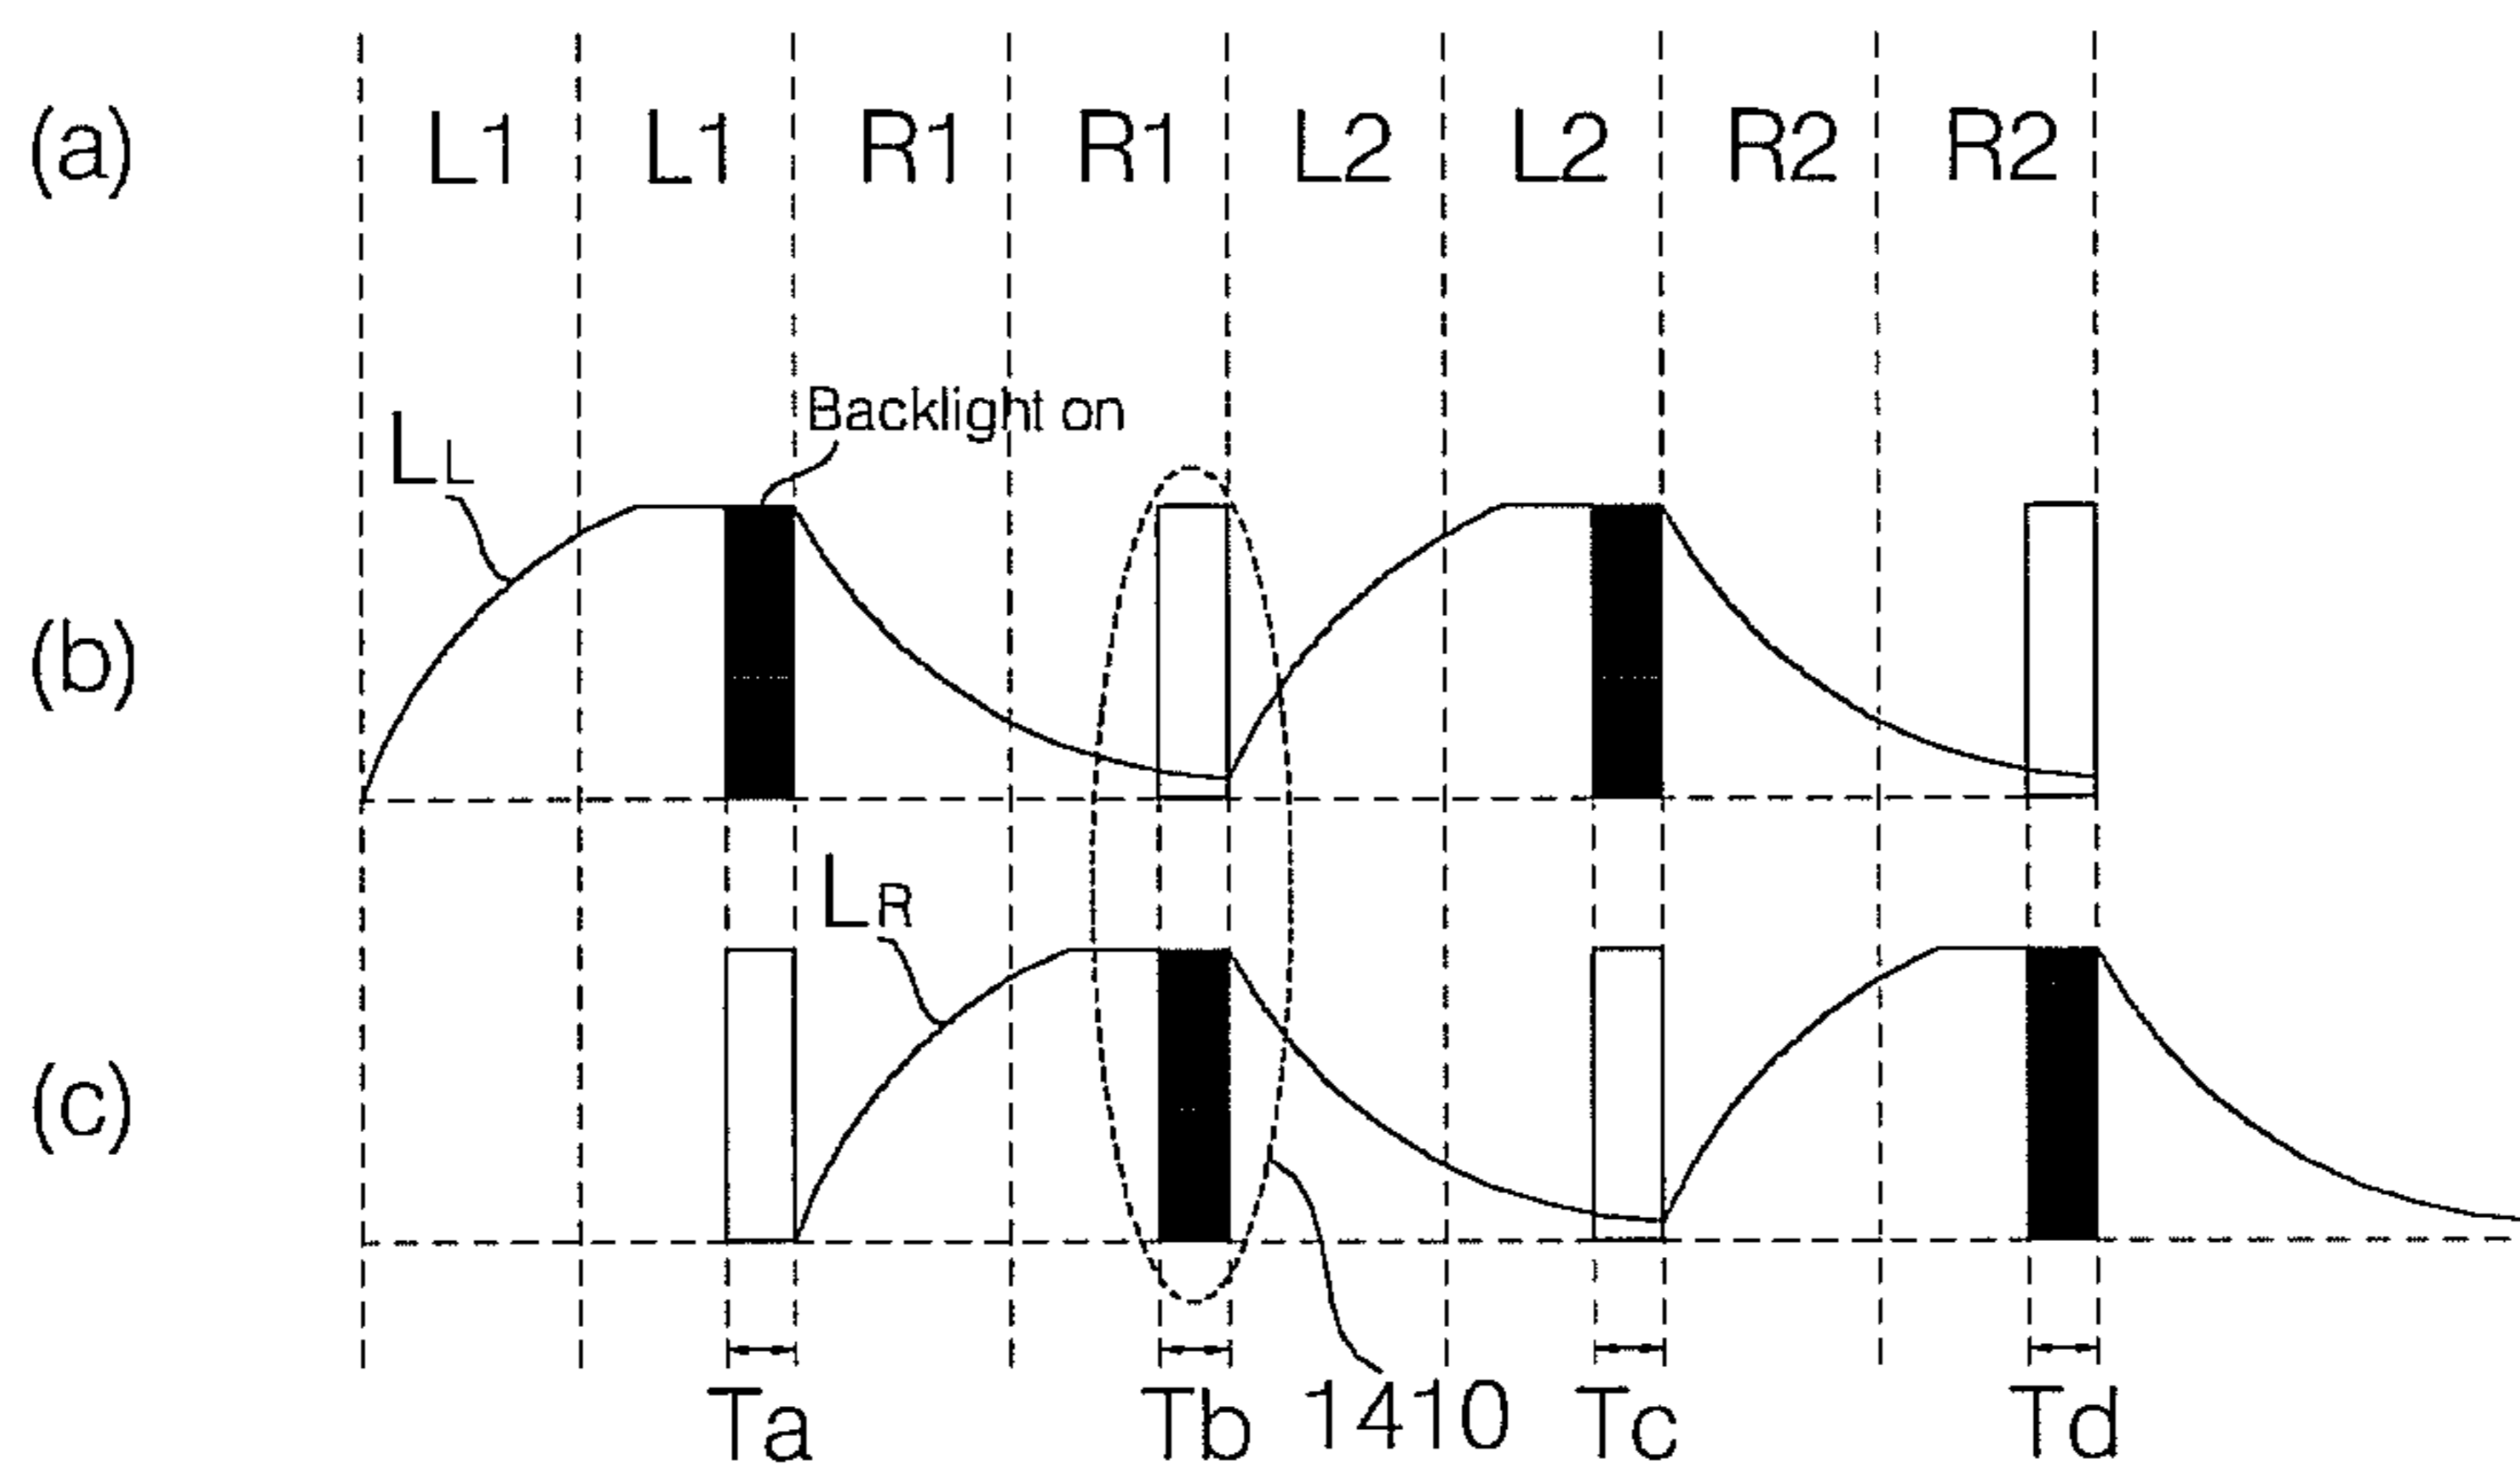 (a) L1 L1 R1 R1 L2 L2 R2 R2
Backlight on
LL
(b)
LR
(c)
Ta Tb 1410 Tc Td